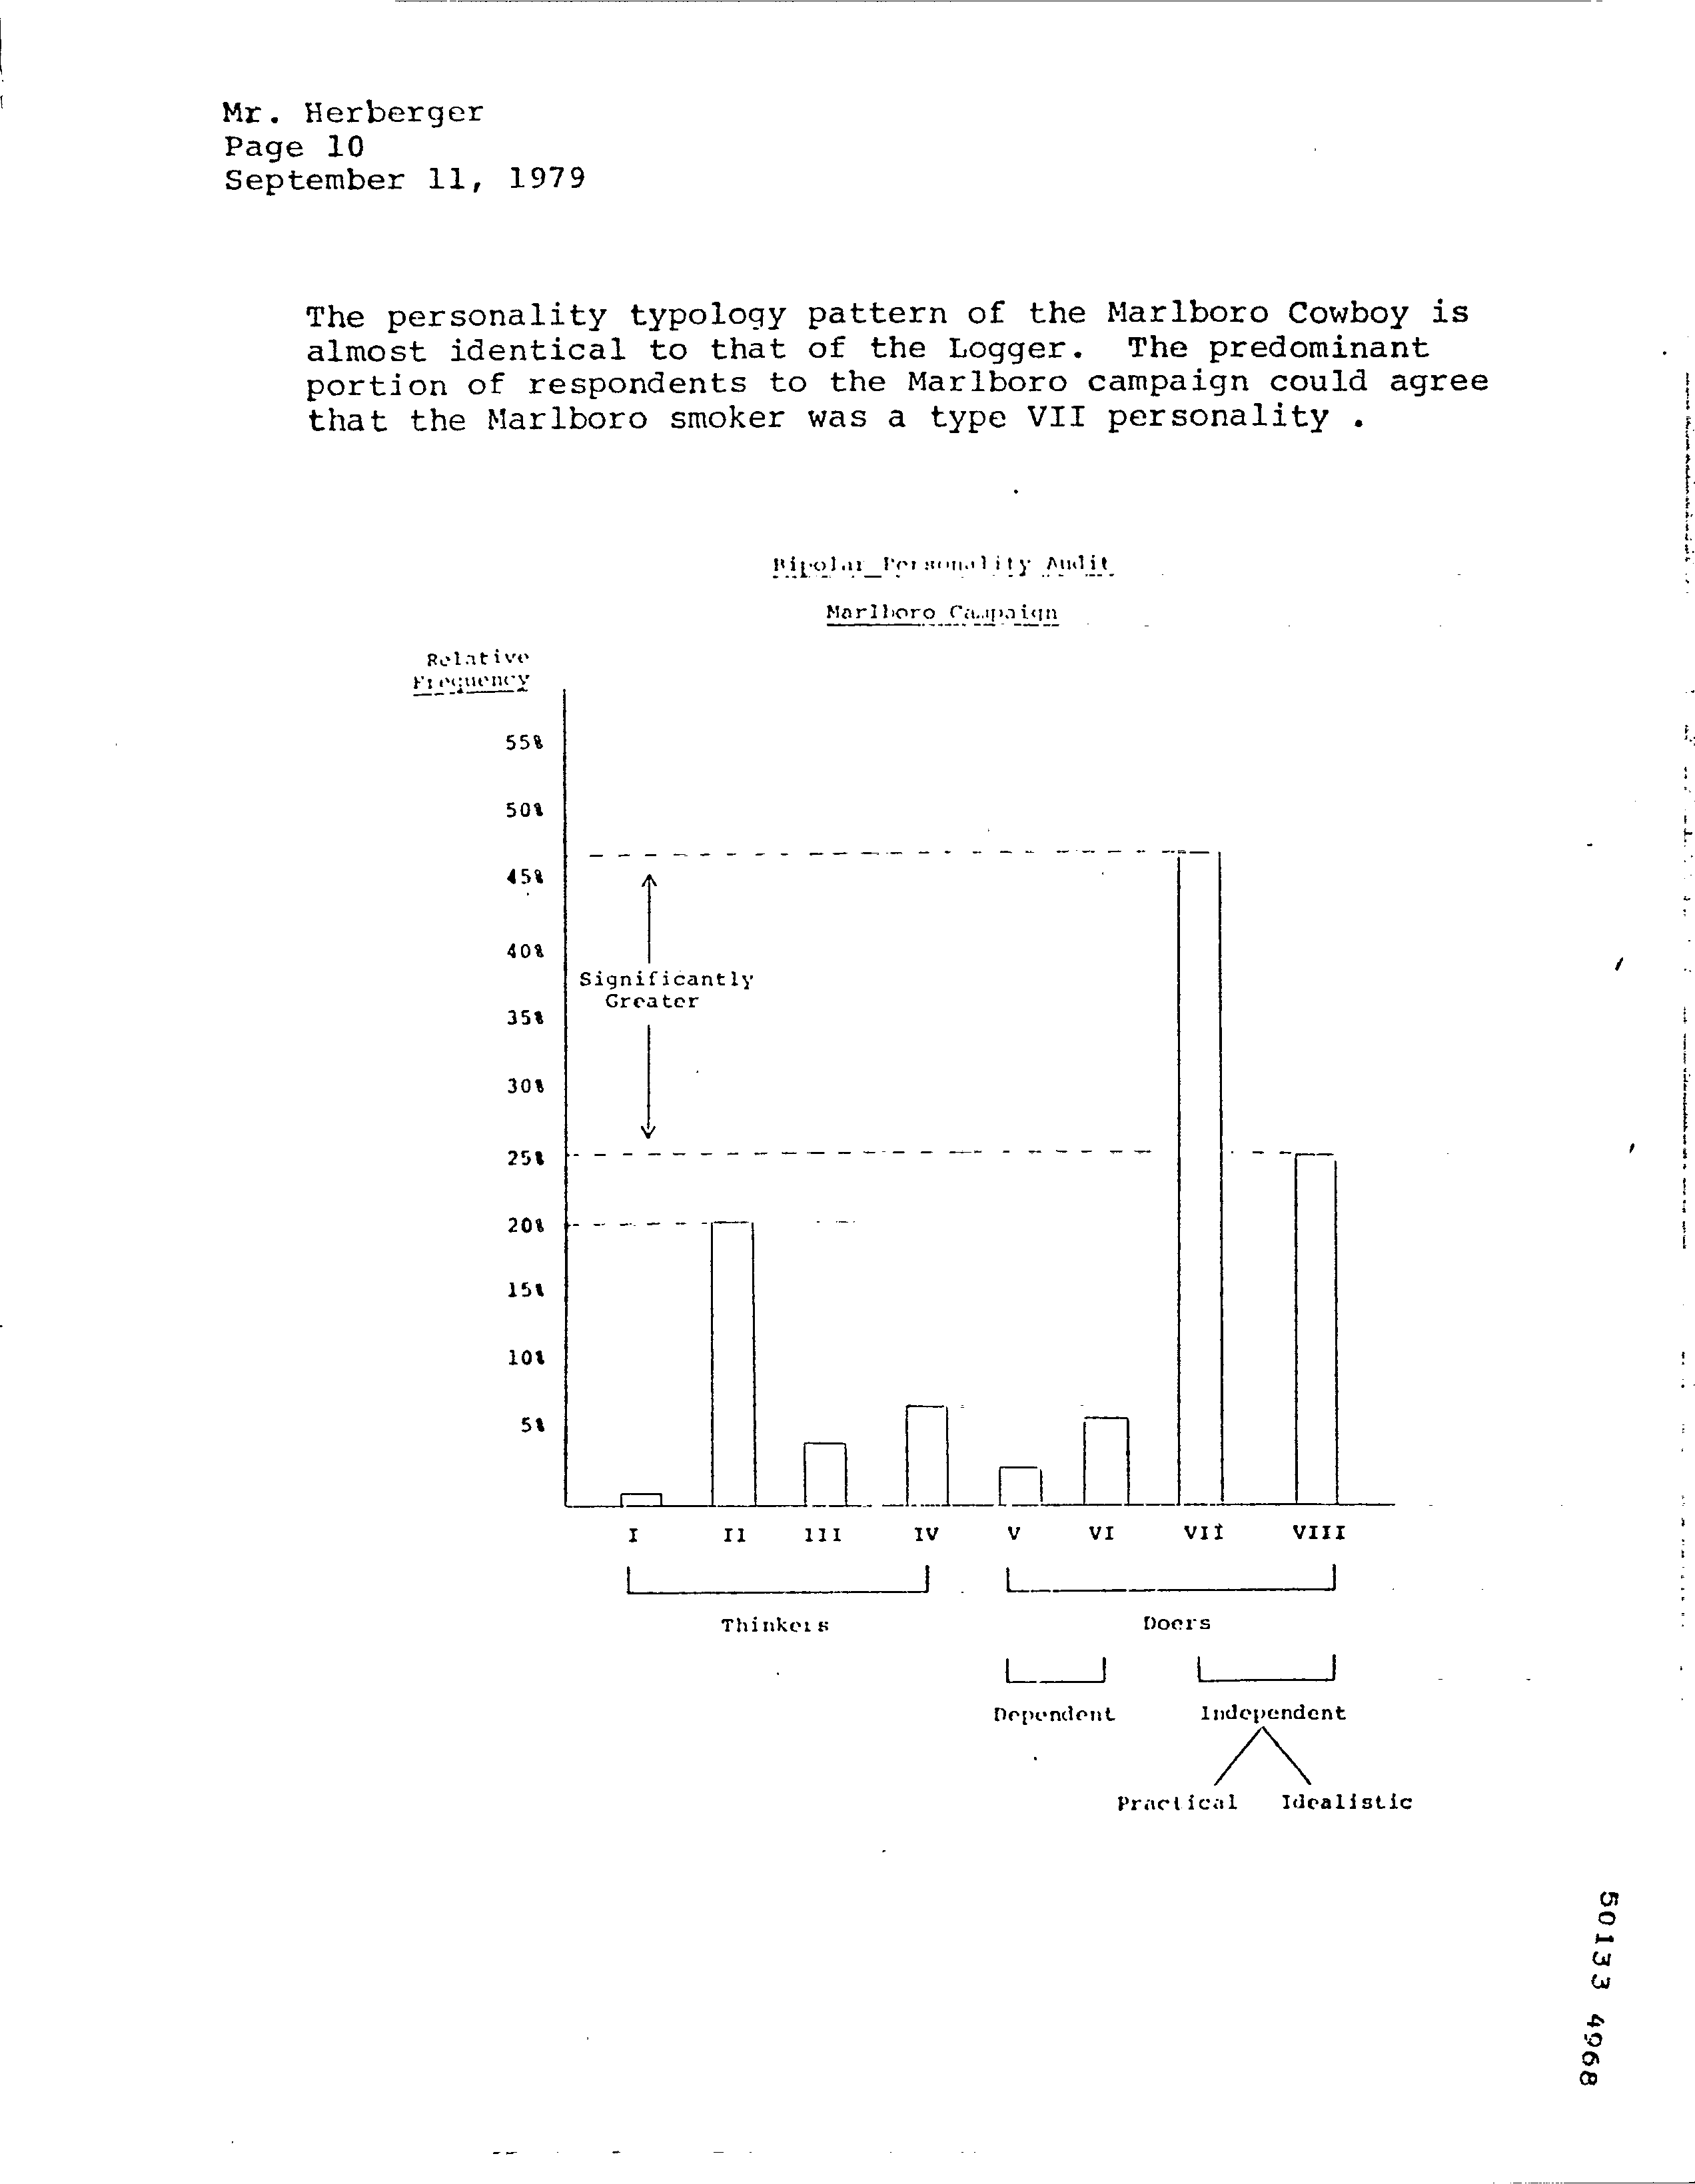 Mr. Herberger
Page 10
September 11, 1979
The personality typology pattern of the Marlboro Cowboy is
almost identical to that of the Logger. The predominant
portion of respondents to the Marlboro campaign could agree
that the Marlboro smoker was a type VII personality .
Bipolar Personality Audit
Marlboro Campaign
Relative
Frequency
55%
50%
45%
40%
Significantly
Greater
35%
30%
25%
20%
15%
10%
5%
I II III IV V VI VII VIII
Thinkers Doers
Dependent Independent
Practical Idealistic
50133 4968